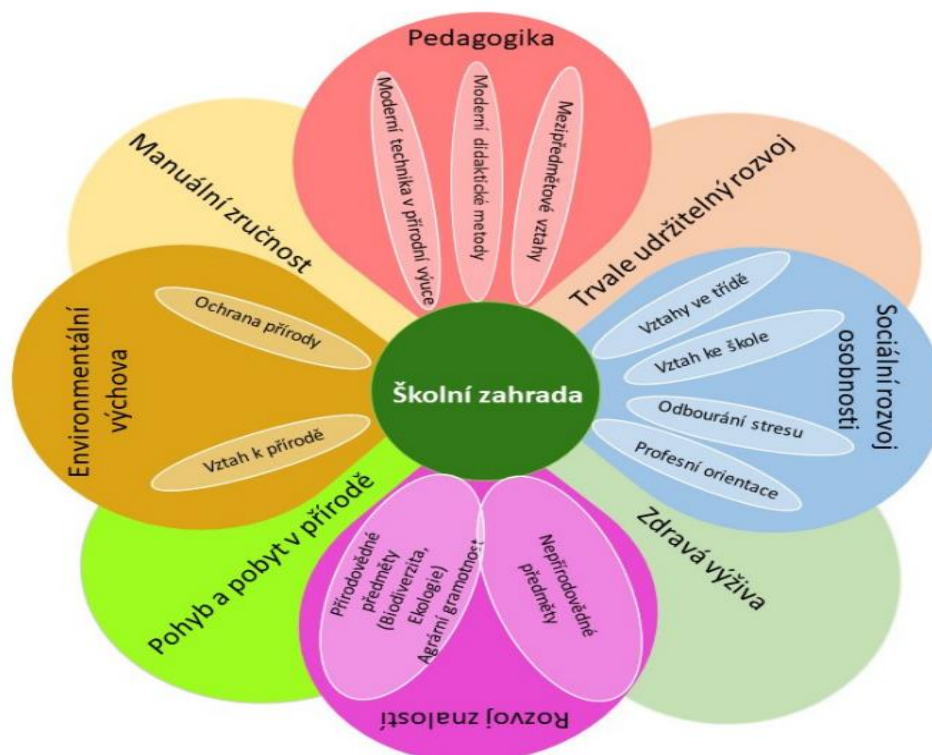 Pedagogika
Moderní technika v přírodní výuce
Moderní didaktické metody
Mezipředmětové vztahy
Manuální zručnost
Trvale udržitelný rozvoj
Environmentální
výchova
Ochrana přírody
Vztah k přírodě
Školní zahrada
Sociální rozvoj
osobnosti
Vztahy ve třídě
Vztah ke škole
Odbourání stresu
Profesní orientace
Pohyb a pobyt v přírodě
Zdravá výživa
Přírodovědné
předměty
(Biodiverzita,
Ekologie)
Agrární gramotnost
Nepřírodovědné
předměty
Rozvoj znalostí